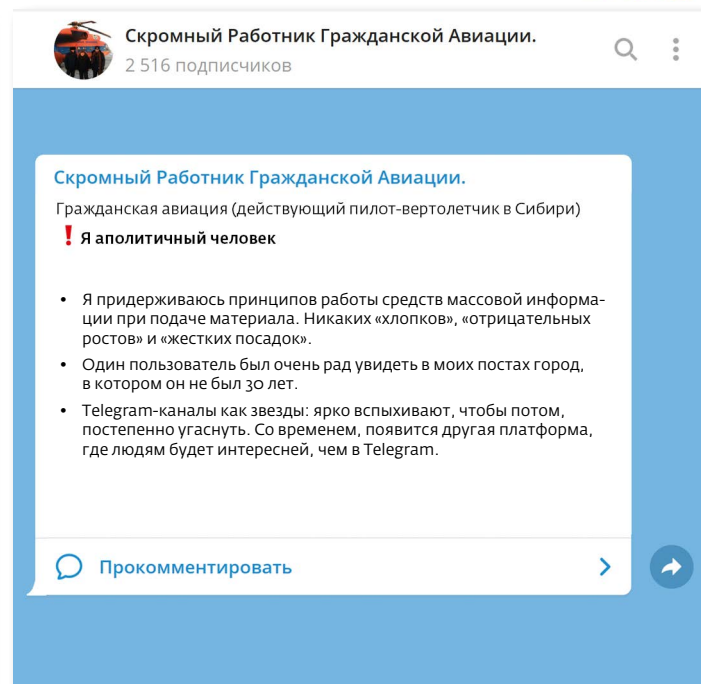 Скромный Работник Гражданской Авиации.
2 516 подписчиков
Скромный Работник Гражданской Авиации.
Гражданская авиация (действующий пилот-вертолетчик в Сибири)
❗ Я аполитичный человек
• Я придерживаюсь принципов работы средств массовой информа-
ции при подаче материала. Никаких «хлопков», «отрицательных
ростов» и «жестких посадок».
• Один пользователь был очень рад увидеть в моих постах город,
в котором он не был 30 лет.
• Telegram-каналы как звезды: ярко вспыхивают, чтобы потом,
постепенно угаснуть. Со временем, появится другая платформа,
где людям будет интересней, чем в Telegram.
Прокомментировать